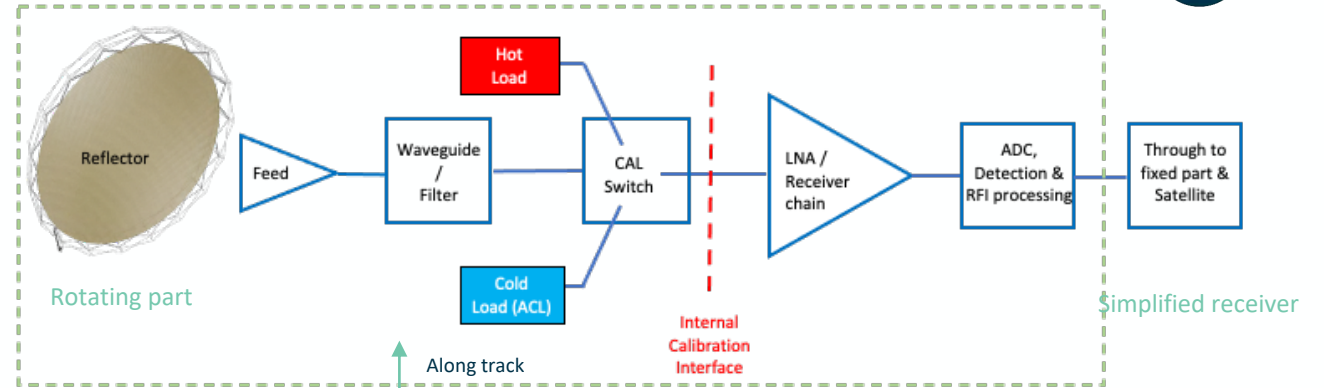 Hot
Load
Reflector
Feed
Waveguide
/
Filter
CAL
Switch
LNA /
Receiver
chain
ADC,
Detection &
RFI processing
Through to
fixed part &
Satellite
Cold
Load (ACL)
Rotating part
Simplified receiver
Internal
Calibration
Interface
Along track